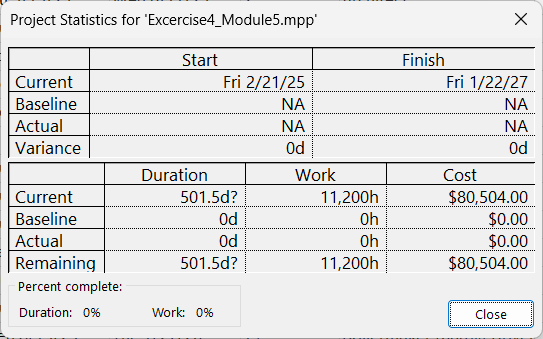 Project Statistics for 'Excercise4_Module5.mpp'
Start Finish
Current Fri 2/21/25 Fri 1/22/27
Baseline NA NA
Actual NA NA
Variance 0d 0d
Duration Work Cost
Current 501.5d? 11,200h $80,504.00
Baseline 0d 0h $0.00
Actual 0d 0h $0.00
Remaining 501.5d? 11,200h $80,504.00
Percent complete:
Duration: 0% Work: 0%
Close